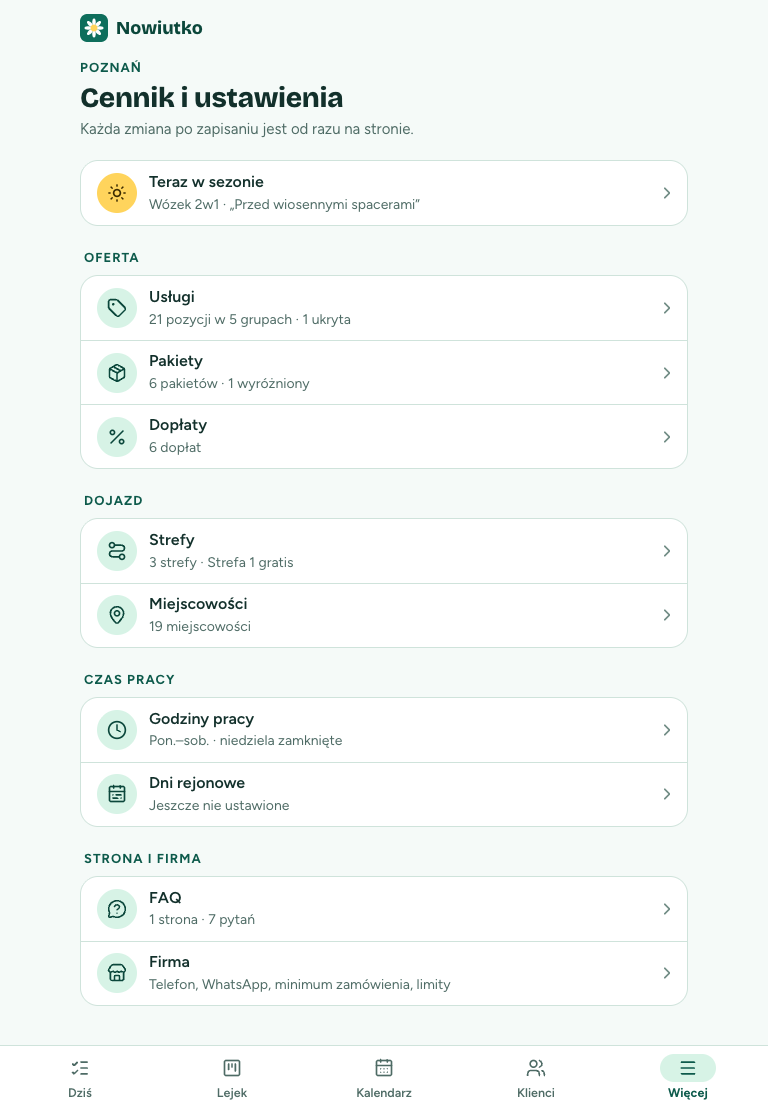 Nowiutko
POZNAŃ
Cennik i ustawienia
Każda zmiana po zapisaniu jest od razu na stronie.
Teraz w sezonie
Wózek 2w1 · „Przed wiosennymi spacerami”
OFERTA
Usługi
21 pozycji w 5 grupach · 1 ukryta
Pakiety
6 pakietów · 1 wyróżniony
Dopłaty
6 dopłat
DOJAZD
Strefy
3 strefy · Strefa 1 gratis
Miejscowości
19 miejscowości
CZAS PRACY
Godziny pracy
Pon.–sob. · niedziela zamknięte
Dni rejonowe
Jeszcze nie ustawione
STRONA I FIRMA
FAQ
1 strona · 7 pytań
Firma
Telefon, WhatsApp, minimum zamówienia, limity
Dziś
Lejek
Kalendarz
Klienci
Więcej